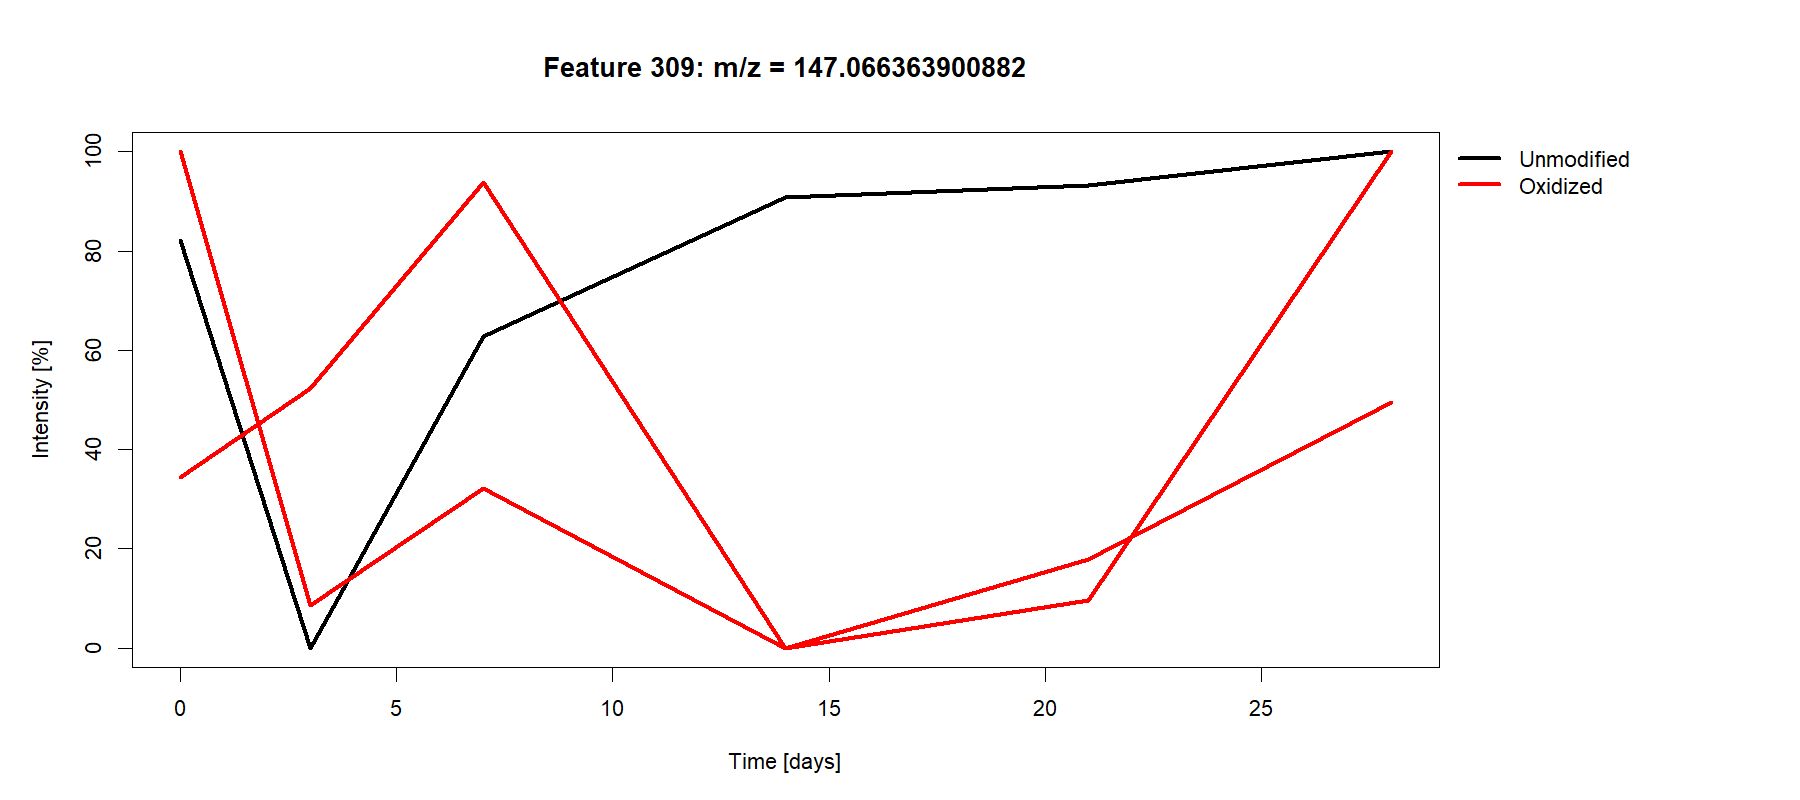 Feature 309: m/z = 147.066363900882
Unmodified
Oxidized
Intensity [%]
100
80
60
40
20
0
0 5 10 15 20 25
Time [days]